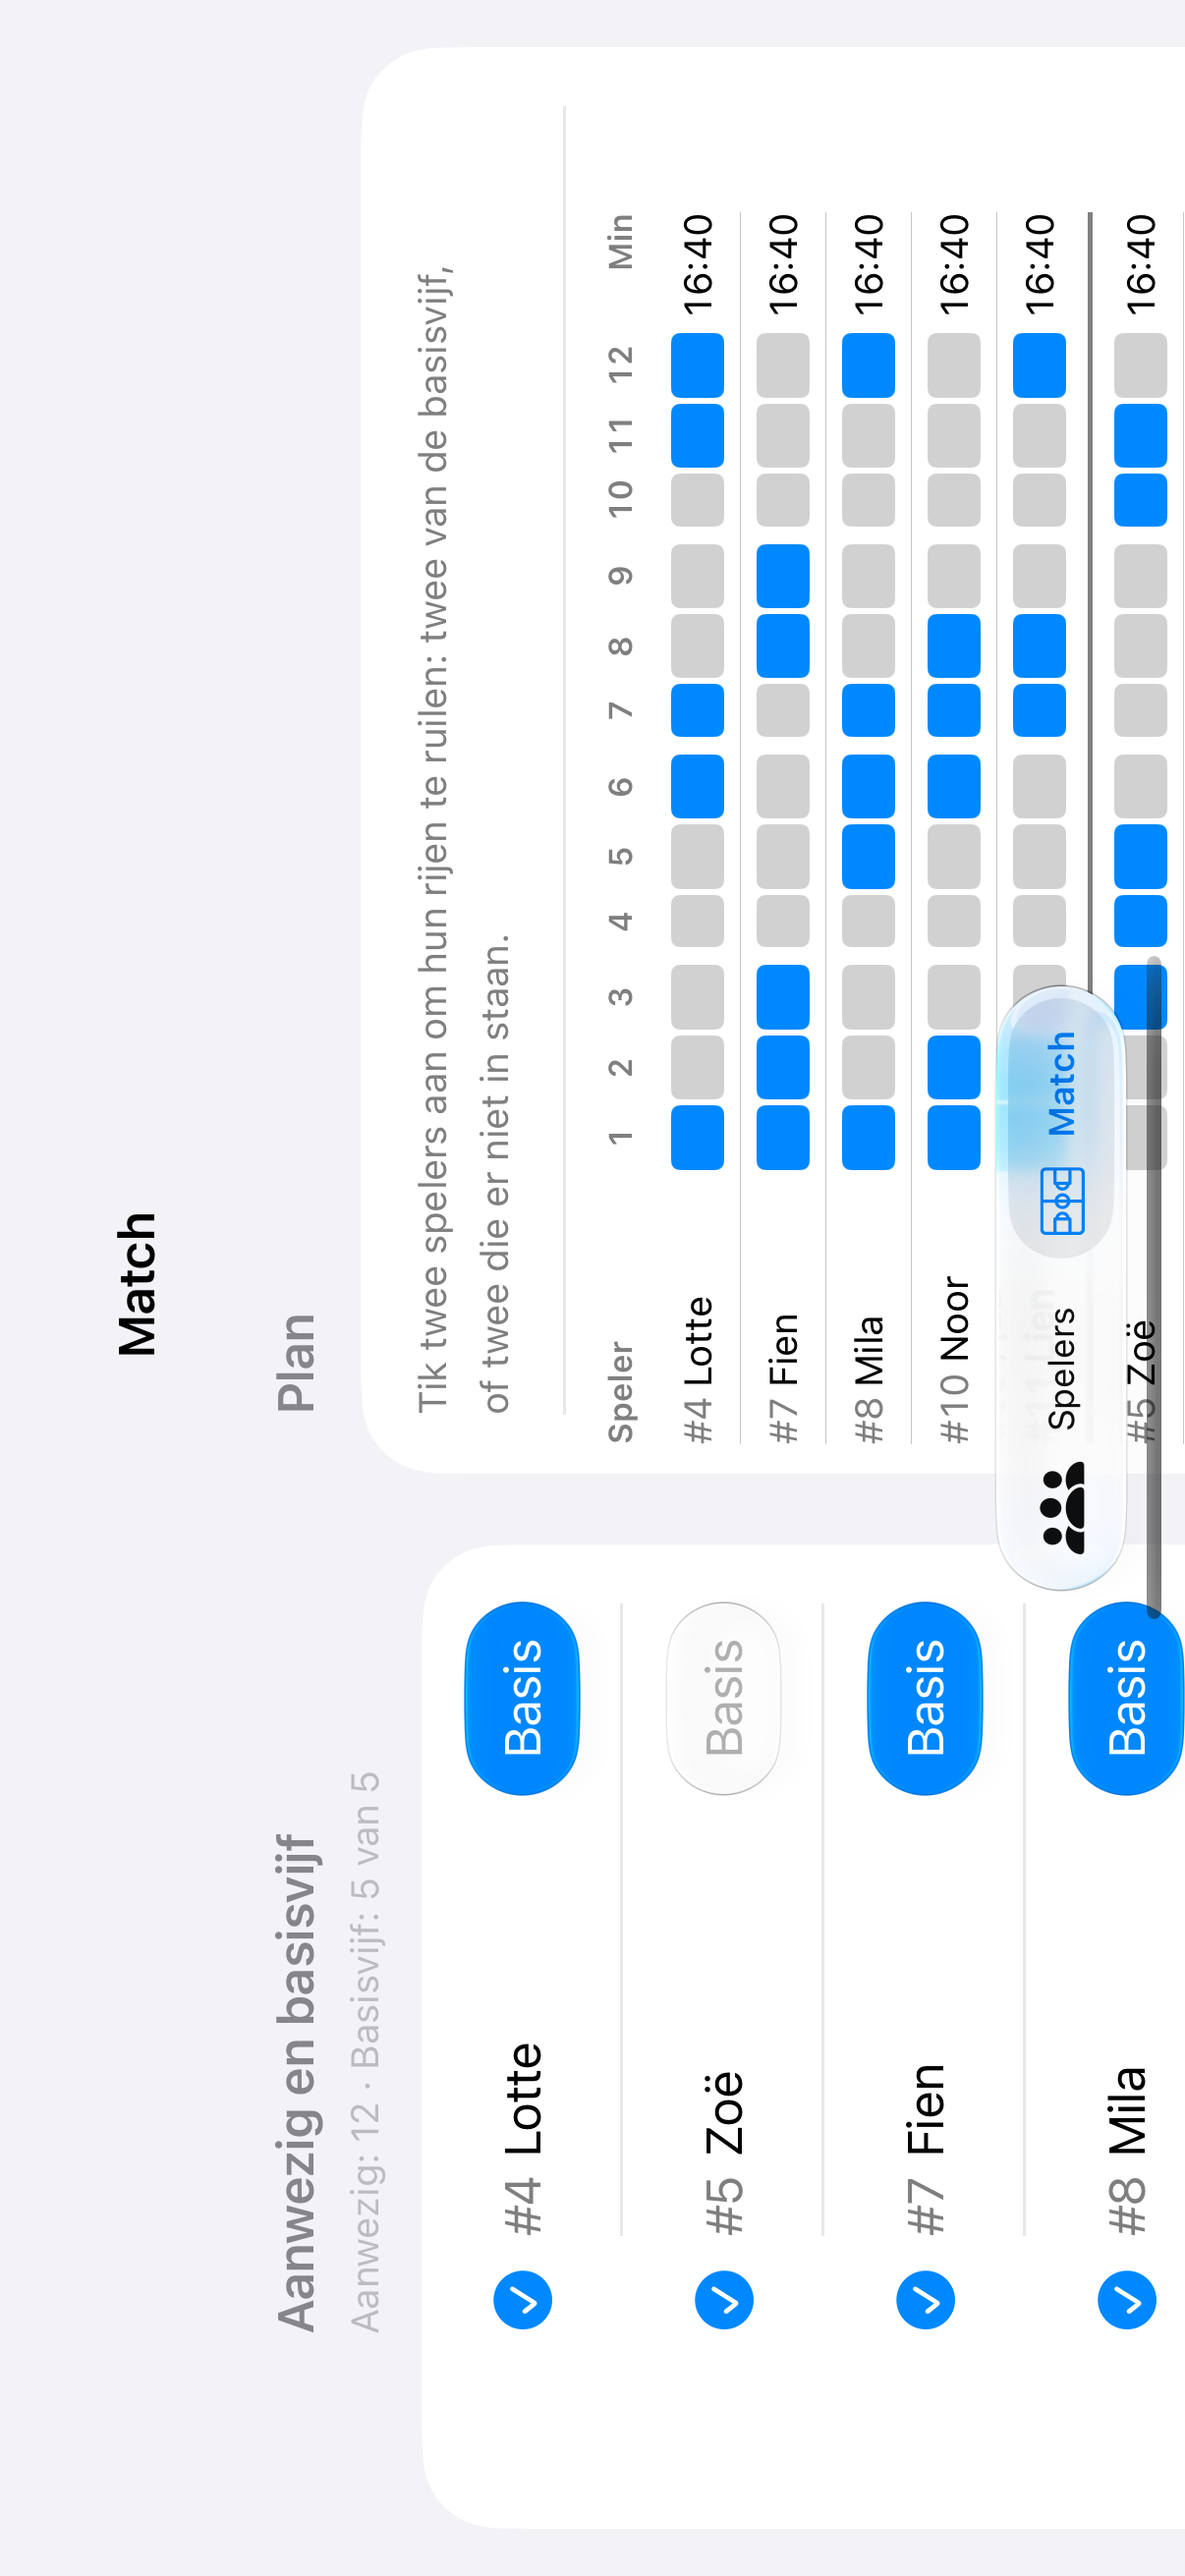 Match
Aanwezig en basisvijf
Aanwezig: 12 · Basisvijf: 5 van 5
#4 Lotte Basis
#5 Zoë Basis
#7 Fien Basis
#8 Mila Basis
Plan
Tik twee spelers aan om hun rijen te ruilen: twee van de basisvijf,
of twee die er niet in staan.
Speler 1 2 3 4 5 6 7 8 9 10 11 12 Min
#4 Lotte 16:40
#7 Fien 16:40
#8 Mila 16:40
#10 Noor 16:40
16:40
#5 Zoë 16:40
Spelers Match